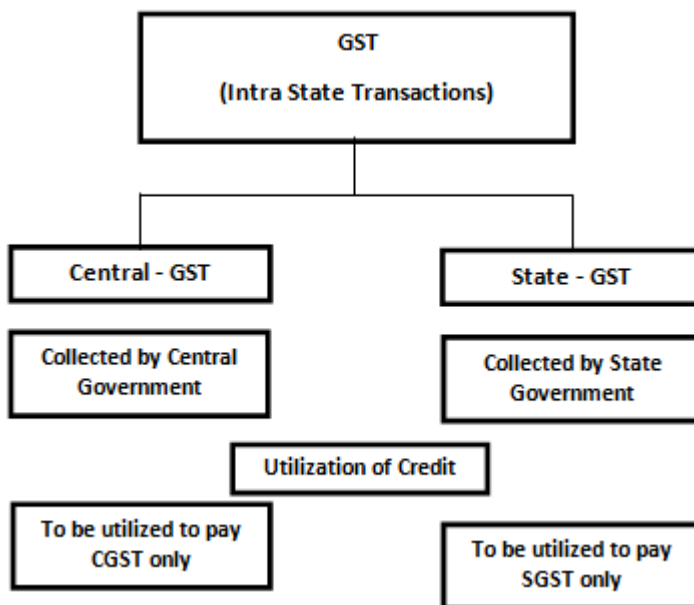 GST
(Intra State Transactions)
Central - GST
State - GST
Collected by Central
Government
Collected by State
Government
Utilization of Credit
To be utilized to pay
CGST only
To be utilized to pay
SGST only